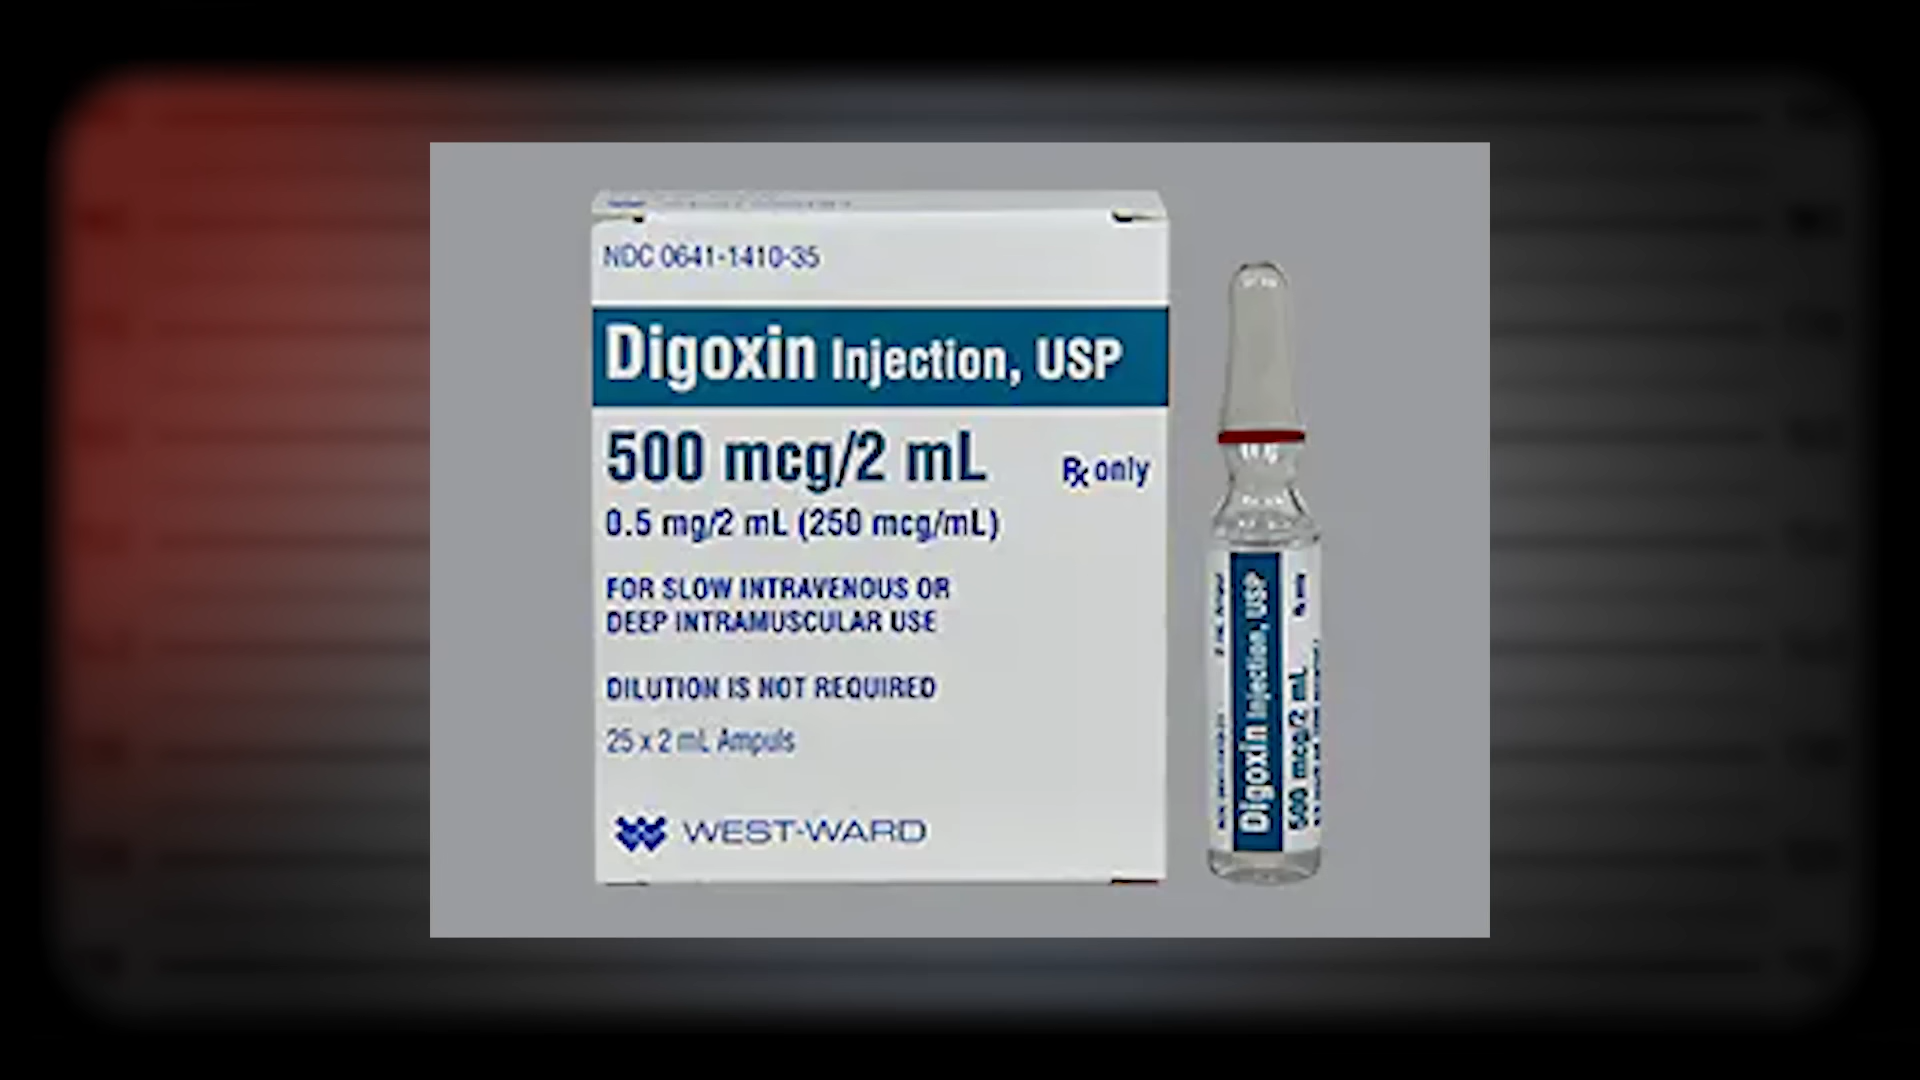 NDC 0641-1410-35
Digoxin Injection, USP
500 mcg/2 mL
Rx only
0.5 mg/2 mL (250 mcg/mL)
FOR SLOW INTRAVENOUS OR
DEEP INTRAMUSCULAR USE
DILUTION IS NOT REQUIRED
25 x 2 mL Ampuls
WEST-WARD
Digoxin Injection, USP
500 mcg/2 mL
Rx only